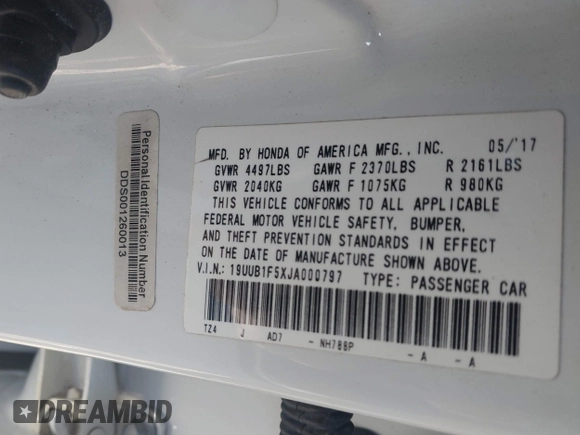 Personal Identification Number
DDS001260013
MFD. BY HONDA OF AMERICA MFG., INC. 05/'17
GVWR 4497LBS GAWR F 2370LBS R 2161LBS
GVWR 2040KG GAWR F 1075KG R 980KG
THIS VEHICLE CONFORMS TO ALL APPLICABLE
FEDERAL MOTOR VEHICLE SAFETY, BUMPER,
AND THEFT PREVENTION STANDARDS IN EFFECT
ON THE DATE OF MANUFACTURE SHOWN ABOVE.
V.I.N.: 19UUB1F5XJA000797 TYPE: PASSENGER CAR
TZ4 J AD7 - NH788P - A - A
DREAMBID